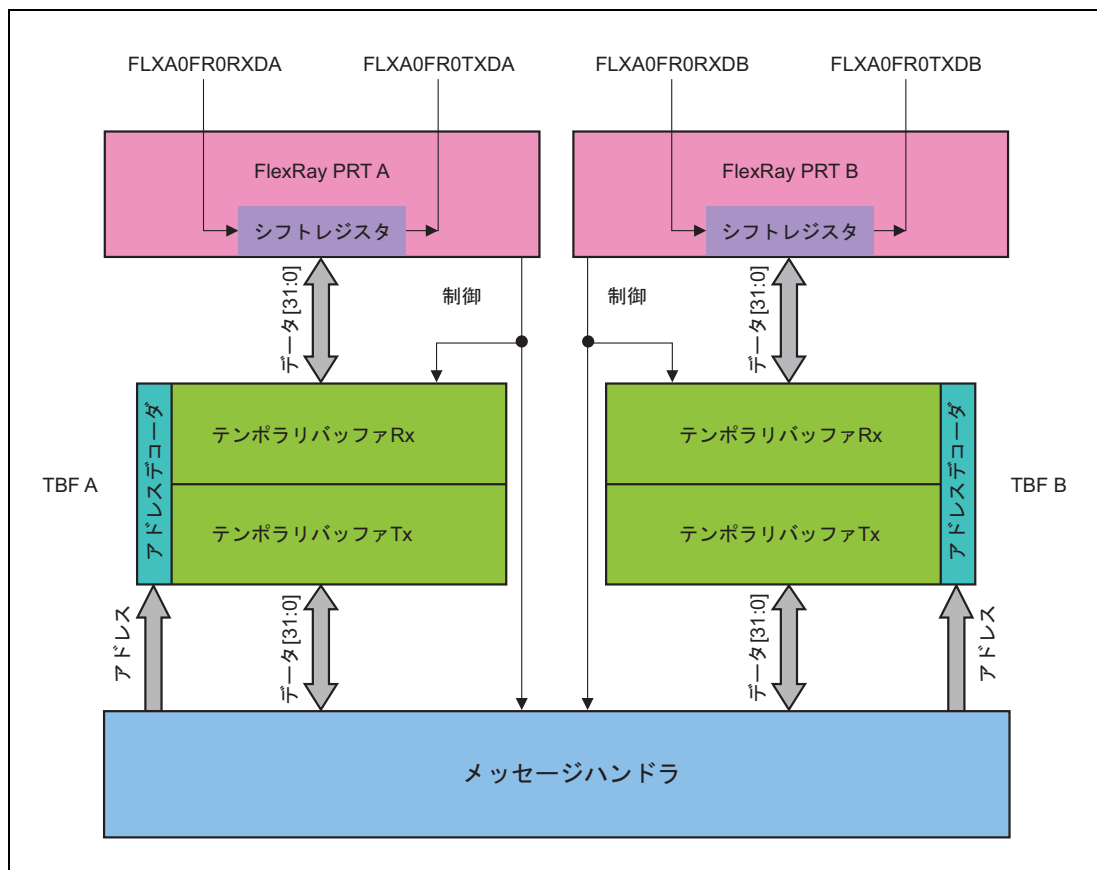 FLXA0FR0RXDA
FLXA0FR0TXDA
FLXA0FR0RXDB
FLXA0FR0TXDB
FlexRay PRT A
FlexRay PRT B
シフトレジスタ
シフトレジスタ
データ[31:0]
制御
制御
データ[31:0]
TBF A
アドレスデコーダ
テンポラリバッファRx
テンポラリバッファTx
テンポラリバッファRx
テンポラリバッファTx
アドレスデコーダ
TBF B
アドレス
データ[31:0]
データ[31:0]
アドレス
メッセージハンドラ